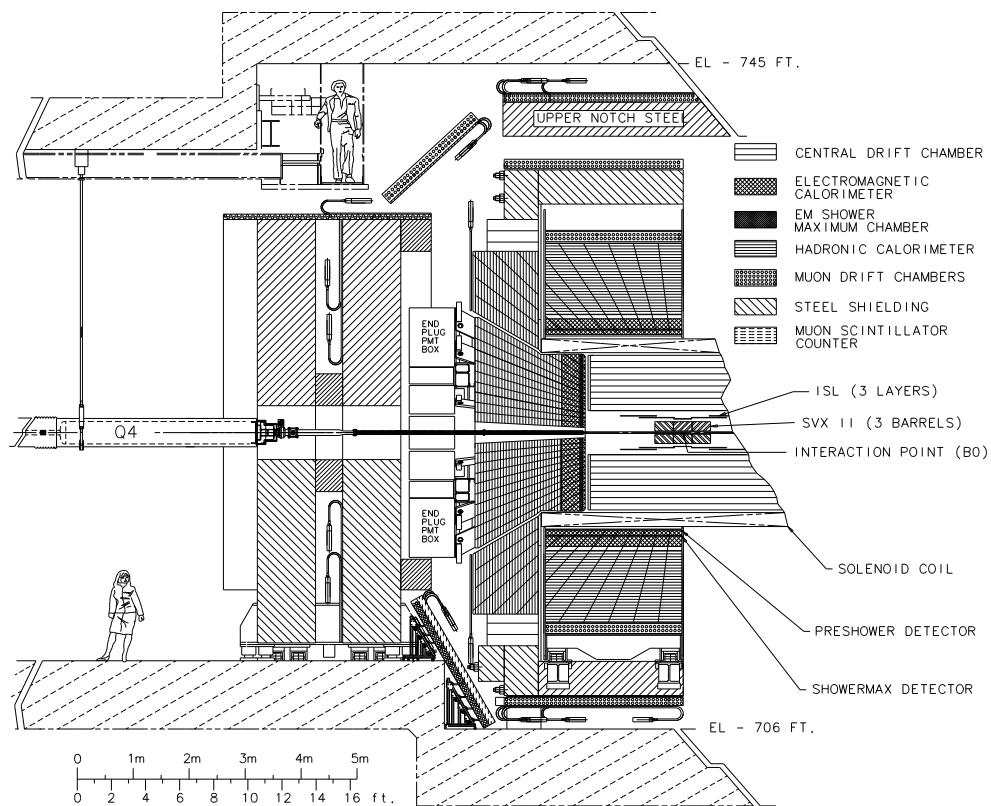 EL - 745 FT.
UPPER NOTCH STEEL
CENTRAL DRIFT CHAMBER
ELECTROMAGNETIC
CALORIMETER
EM SHOWER
MAXIMUM CHAMBER
HADRONIC CALORIMETER
MUON DRIFT CHAMBERS
STEEL SHIELDING
MUON SCINTILLATOR
COUNTER
END
PLUG
PMT
BOX
ISL (3 LAYERS)
Q4
SVX II (3 BARRELS)
INTERACTION POINT (B0)
END
PLUG
PMT
BOX
SOLENOID COIL
PRESHOWER DETECTOR
SHOWERMAX DETECTOR
EL - 706 FT.
0 1m 2m 3m 4m 5m
0 2 4 6 8 10 12 14 16 ft.